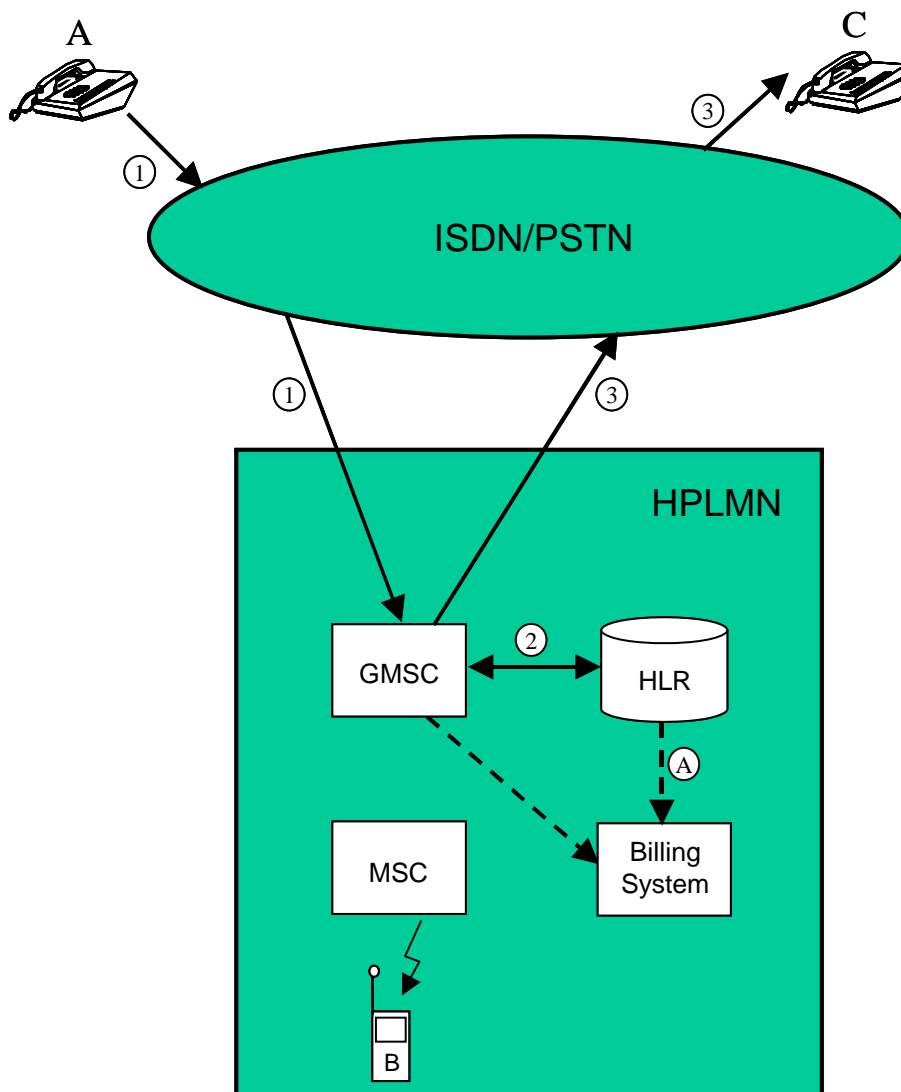 A
C
3
1
ISDN/PSTN
1
3
HPLMN
2
GMSC
HLR
A
MSC
Billing
System
B